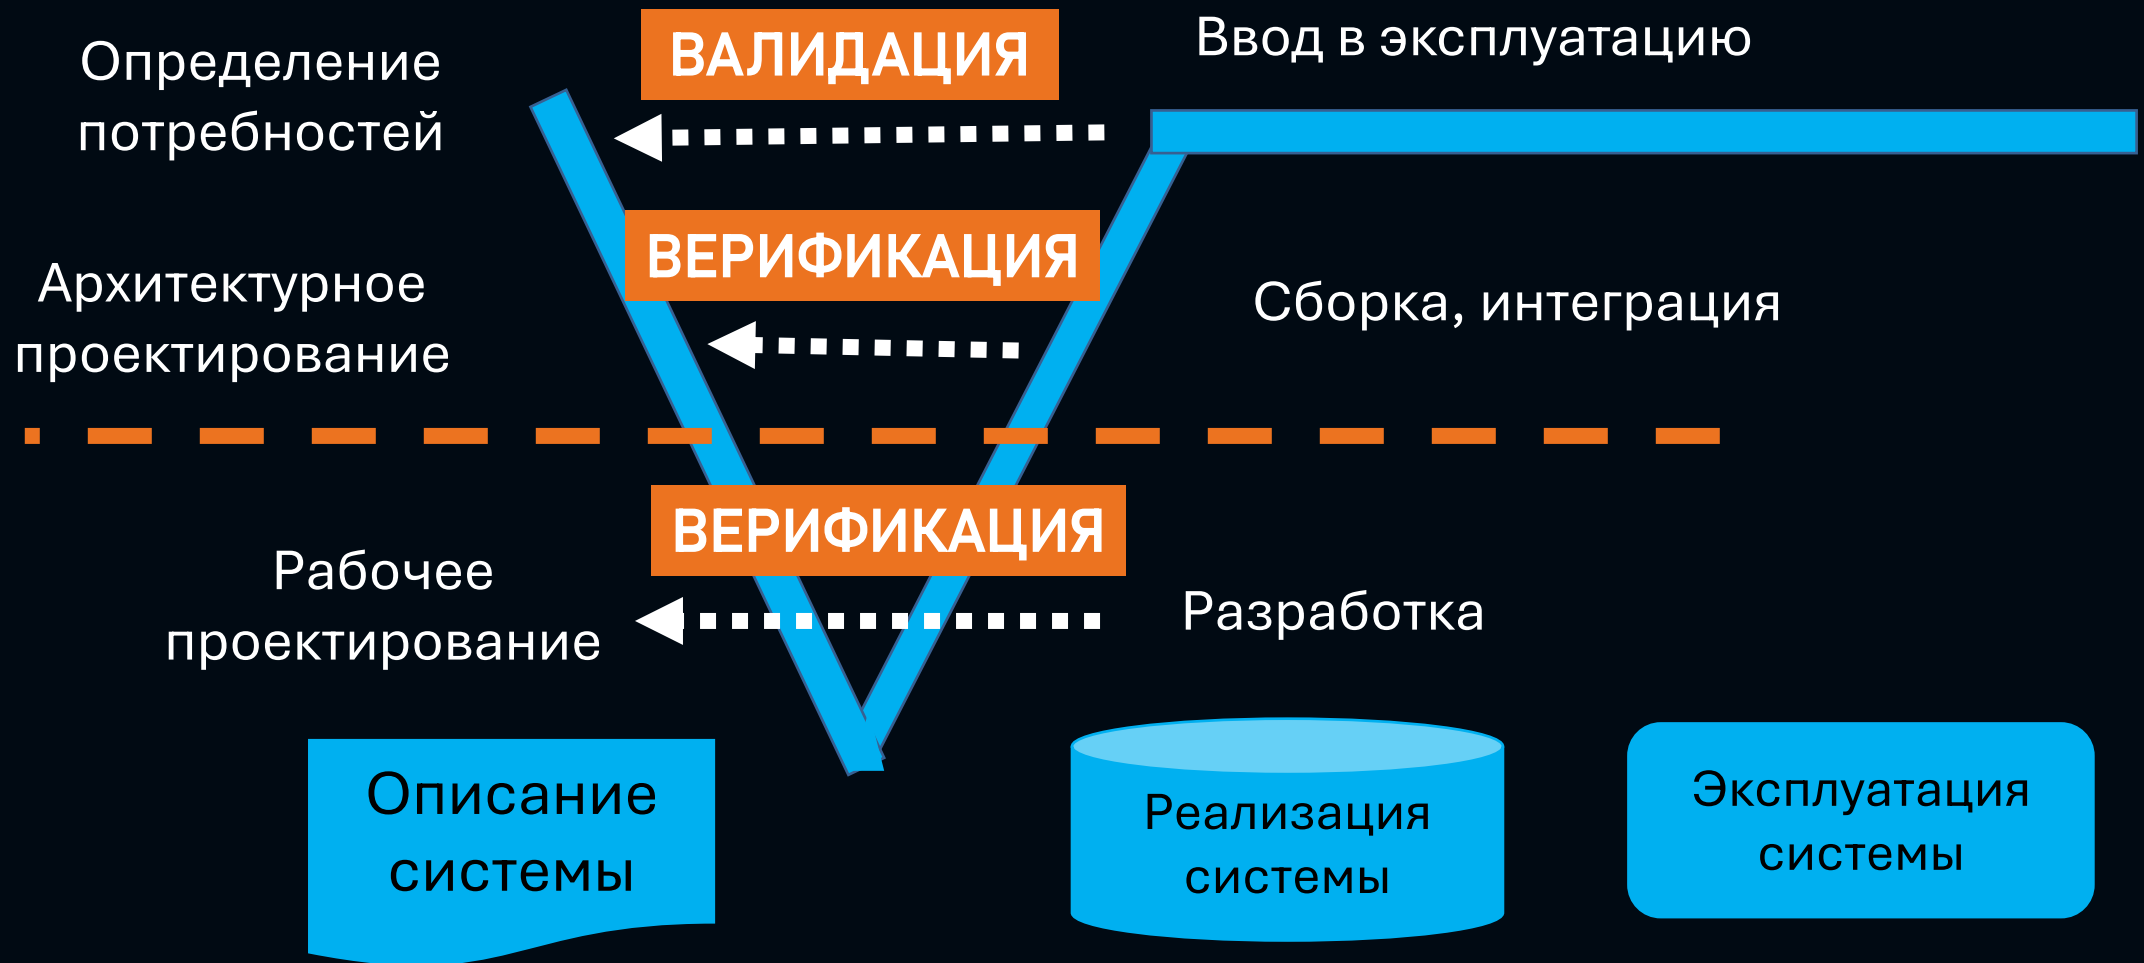 Определение
потребностей
ВАЛИДАЦИЯ
Ввод в эксплуатацию
Архитектурное
проектирование
ВЕРИФИКАЦИЯ
Сборка, интеграция
Рабочее
проектирование
ВЕРИФИКАЦИЯ
Разработка
Описание
системы
Реализация
системы
Эксплуатация
системы